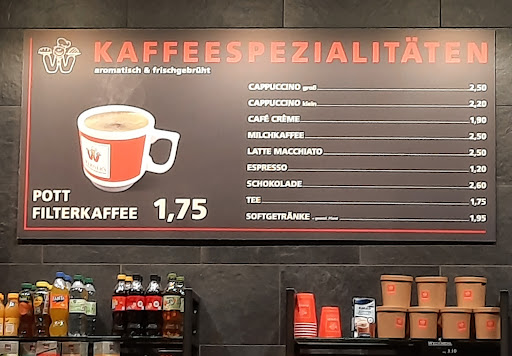 KAFFEESPEZIALITÄTEN
aromatisch & frischgebrüht
CAPPUCCINO groß 2,50
CAPPUCCINO klein 2,20
CAFÉ CRÈME 1,90
MILCHKAFFEE 2,50
LATTE MACCHIATO 2,50
ESPRESSO 1,20
SCHOKOLADE 2,60
TEE 1,75
SOFTGETRÄNKE 1,95
POTT
FILTERKAFFEE 1,75